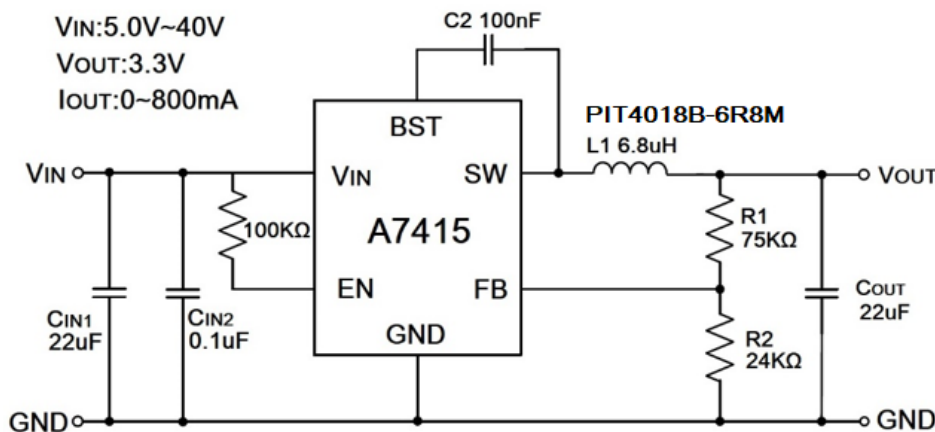 VIN:5.0V~40V
VOUT:3.3V
IOUT:0~800mA
C2 100nF
PIT4018B-6R8M
L1 6.8uH
BST
VIN
VIN
SW
VOUT
100KΩ
A7415
R1
75KΩ
EN
FB
CIN1
22uF
CIN2
0.1uF
GND
COUT
22uF
R2
24KΩ
GND
GND